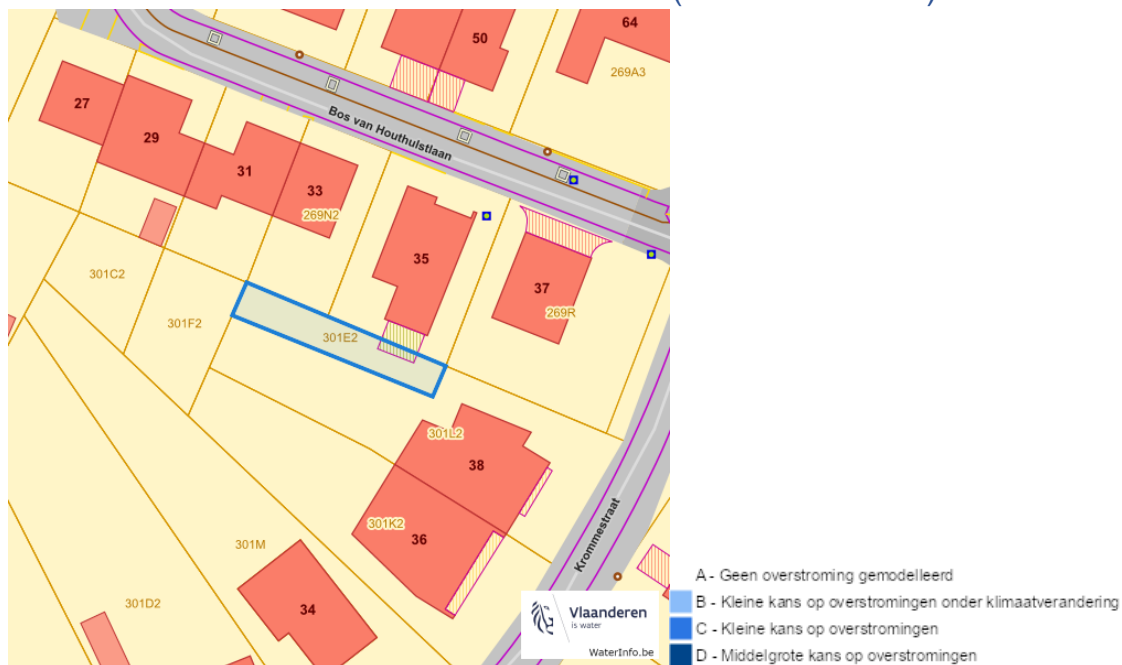 50
64
269A3
27
29
Bos van Houthulstlaan
31
33
269N2
35
301C2
37
269R
301F2
301E2
301L2
38
301K2
36
Krommestraat
301M
34
301D2
Vlaanderen
is water
WaterInfo.be
A - Geen overstroming gemodelleerd
B - Kleine kans op overstromingen onder klimaatverandering
C - Kleine kans op overstromingen
D - Middelgrote kans op overstromingen